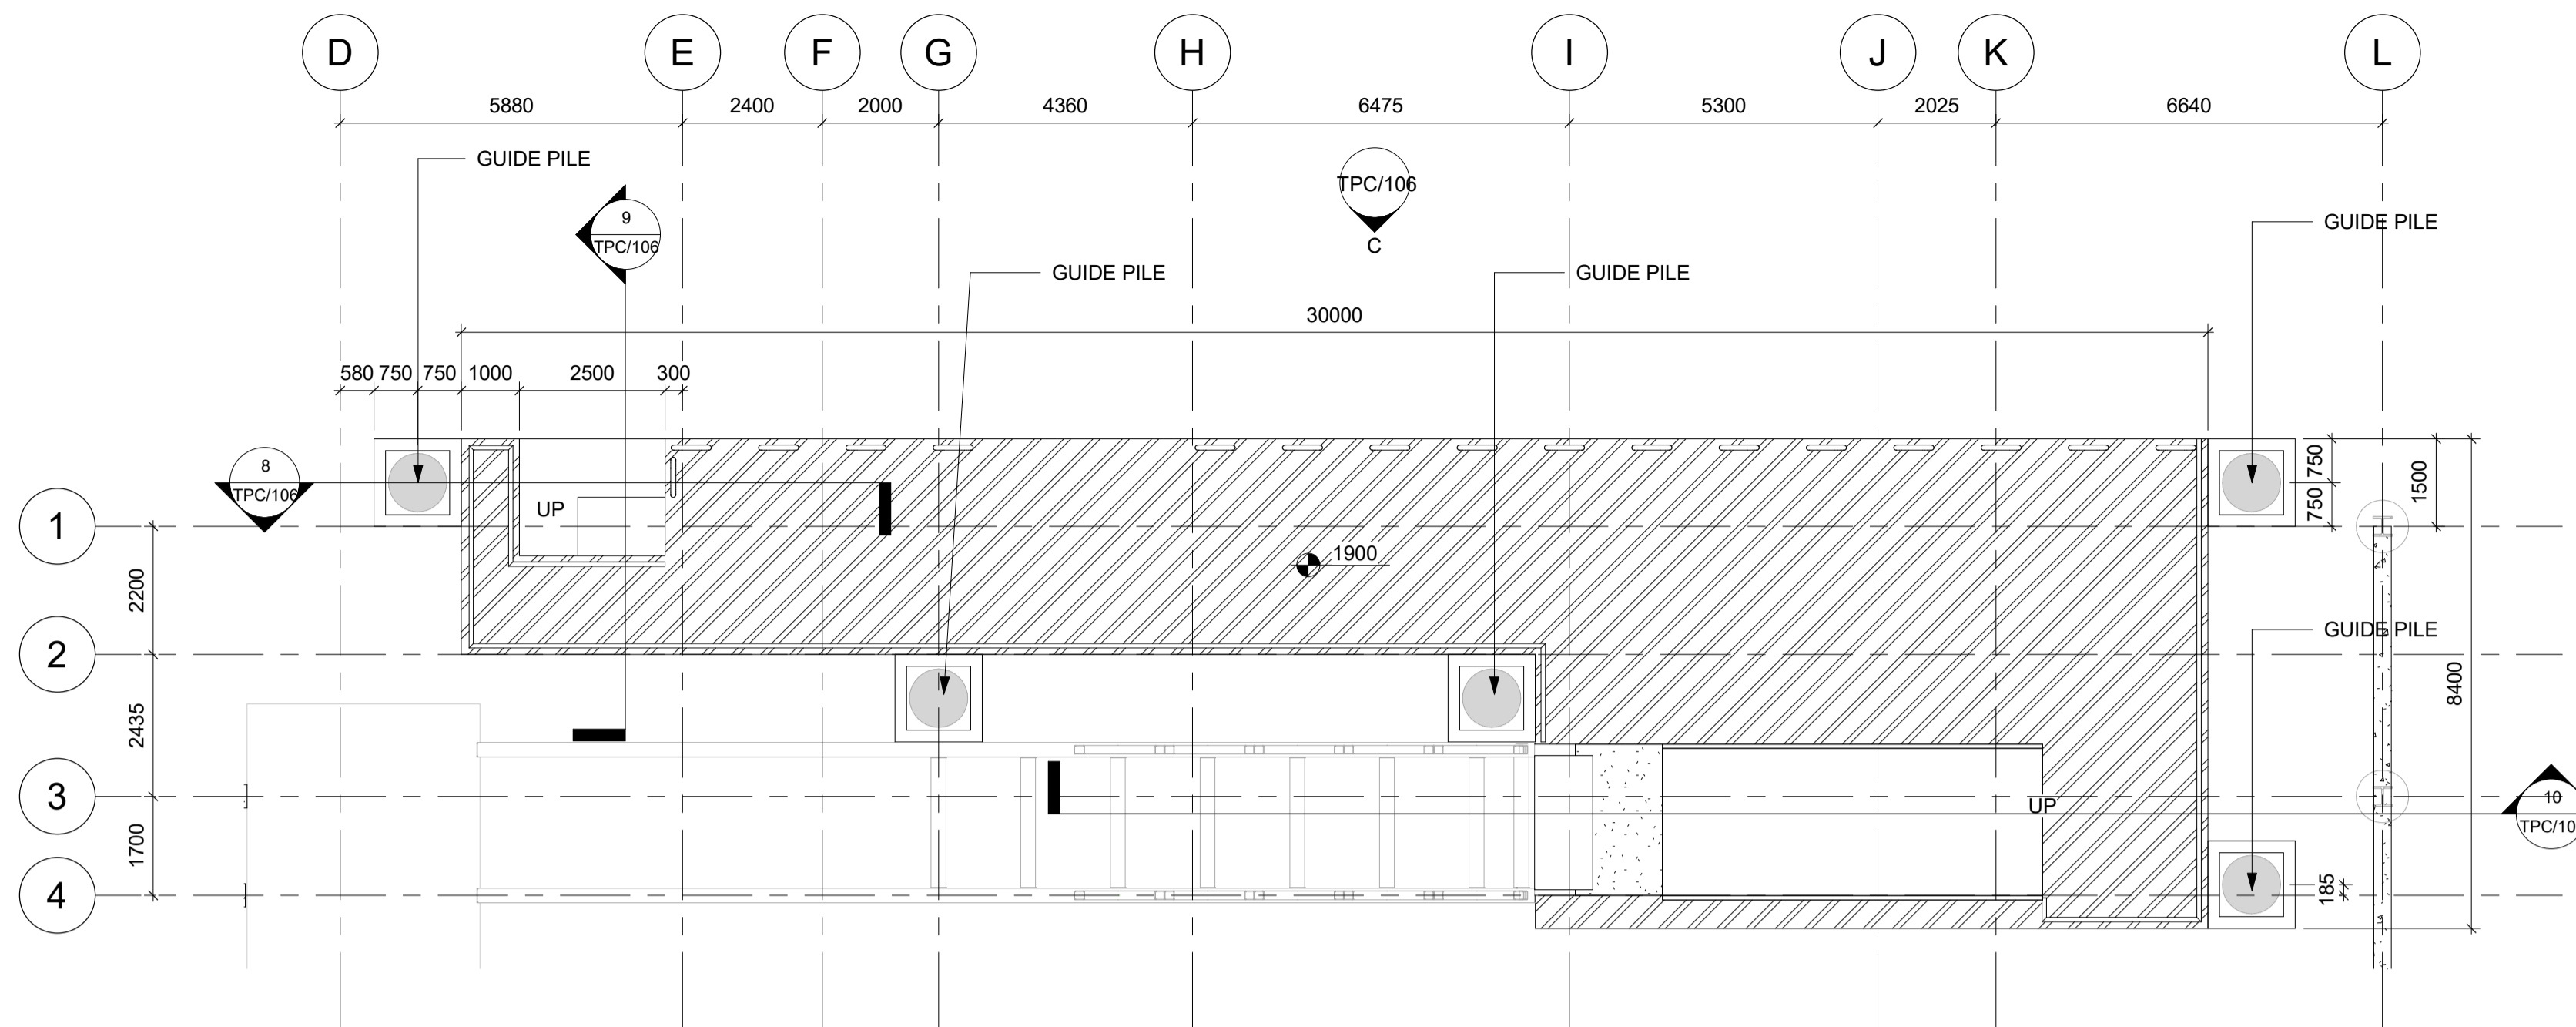 D E F G H I J K L
5880 2400 2000 4360 6475 5300 2025 6640
GUIDE PILE
TPC/106
C
9
TPC/106
GUIDE PILE
GUIDE PILE
GUIDE PILE
30000
580 750 750 1000 2500 300
8
TPC/106
750
750
1500
UP
1
1900
2200
2
GUIDE PILE
8400
2435
3
UP
10
TPC/10
1700
4
185